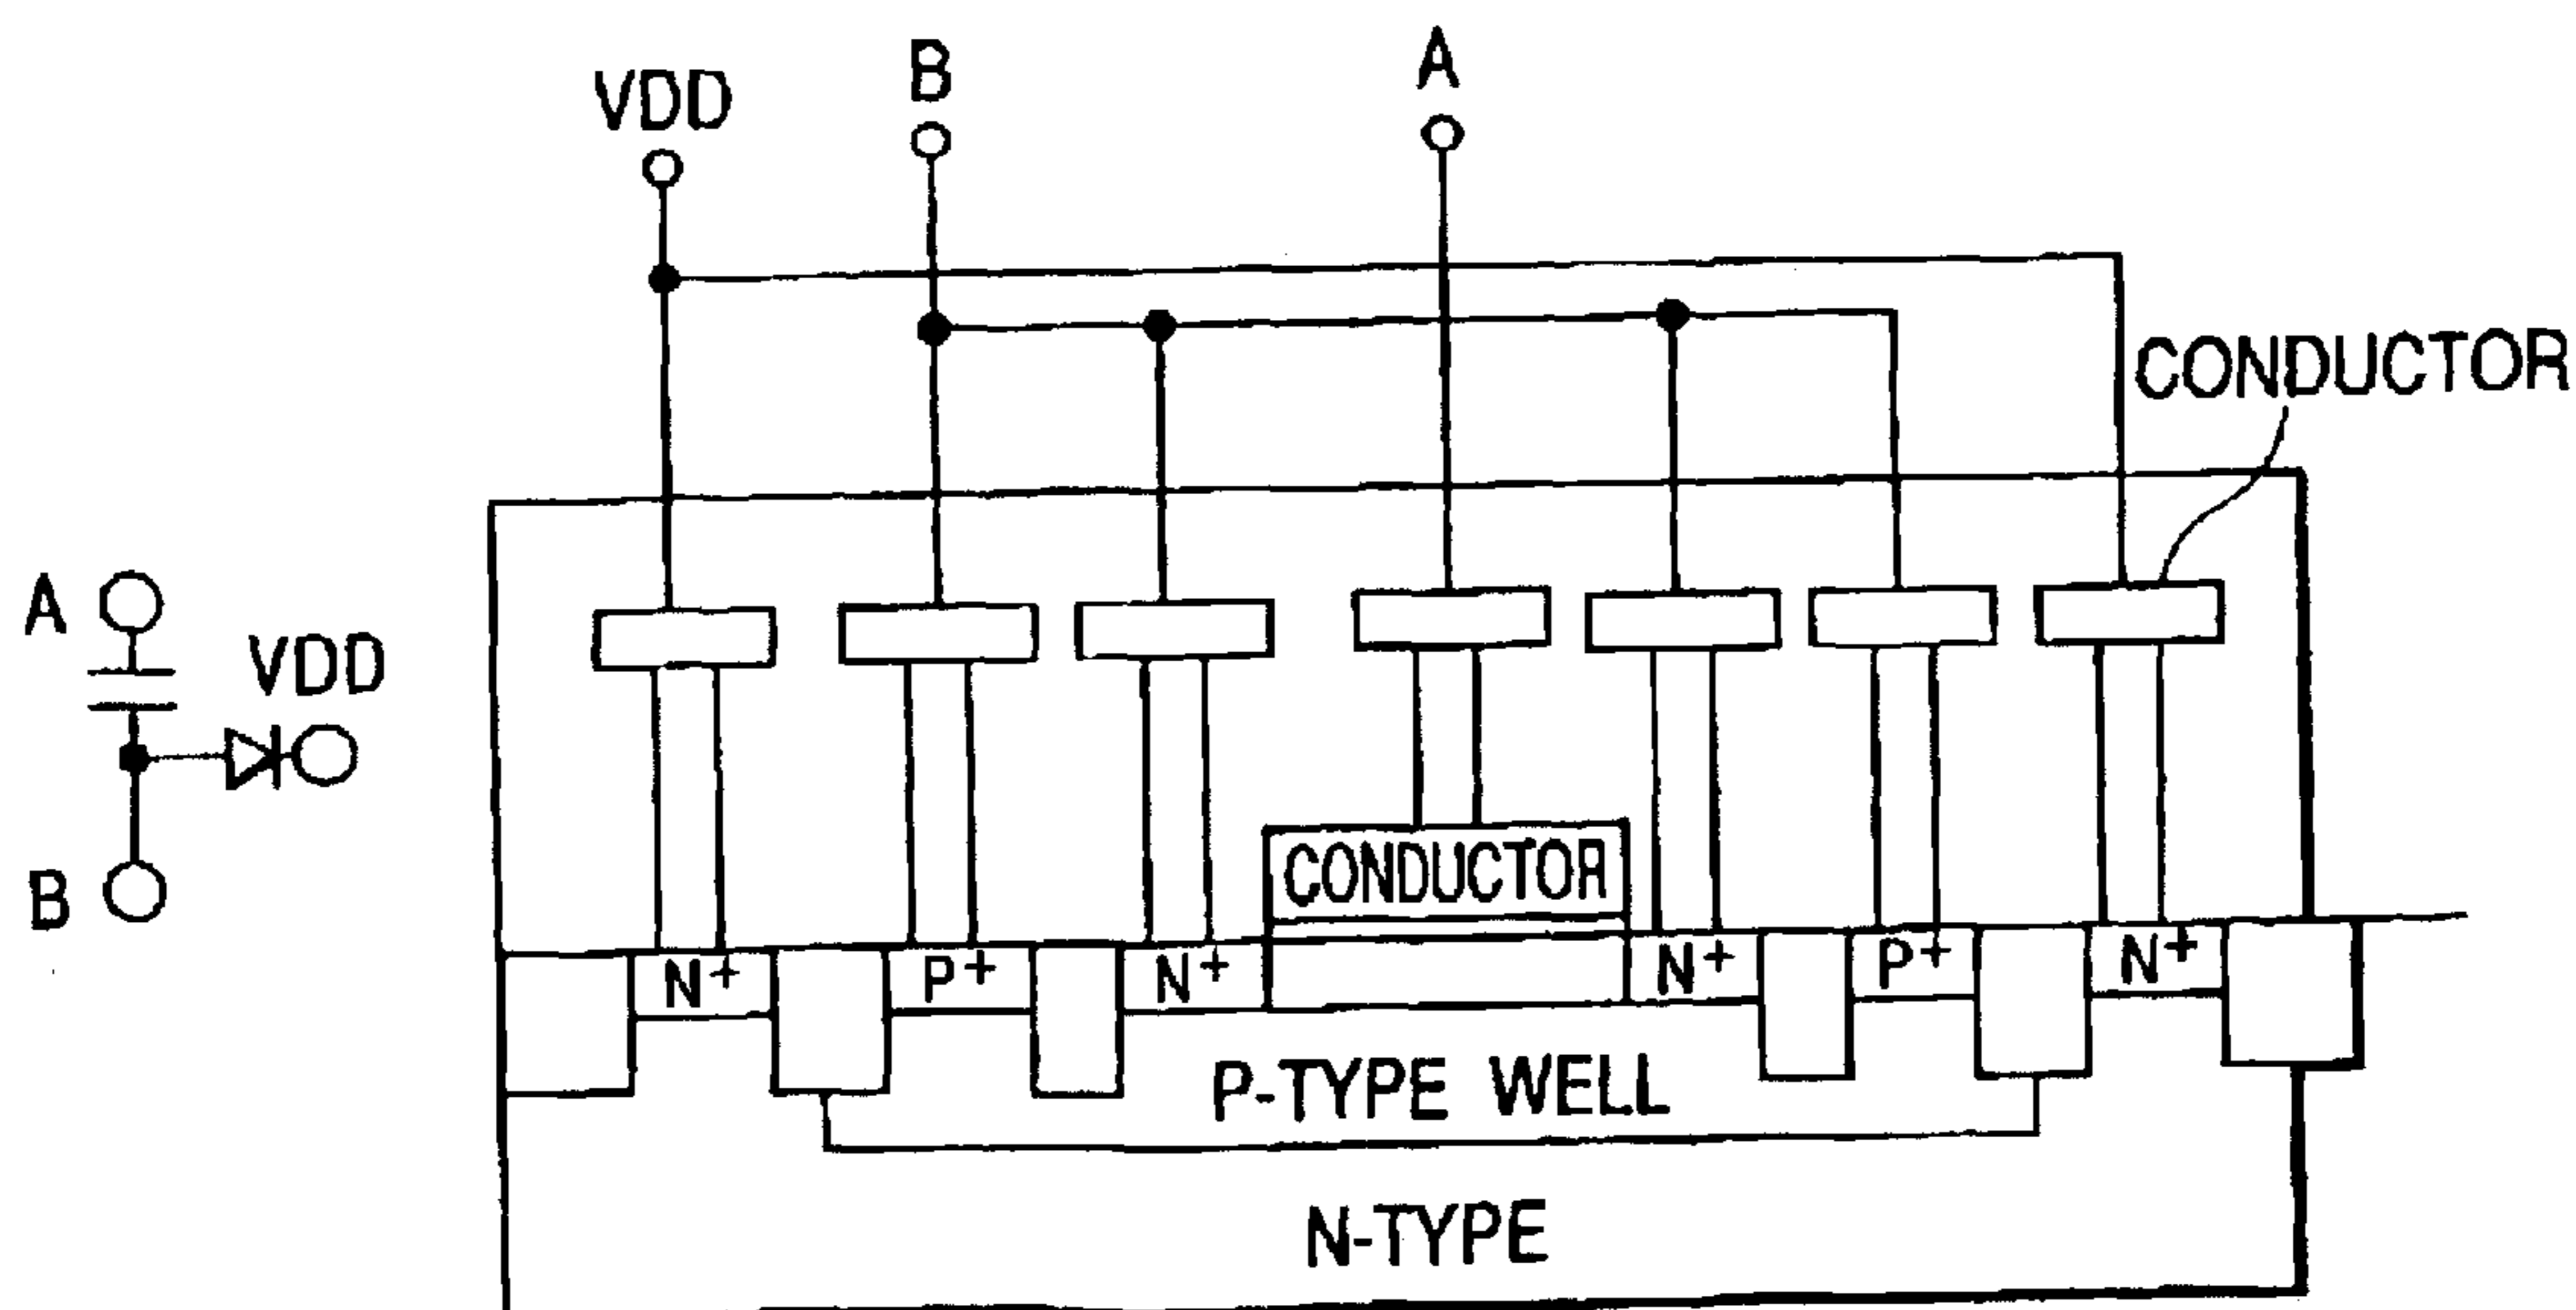 VDD
B
A
CONDUCTOR
A
VDD
B
CONDUCTOR
N+
P+
N+
N+
P+
N+
P-TYPE WELL
N-TYPE